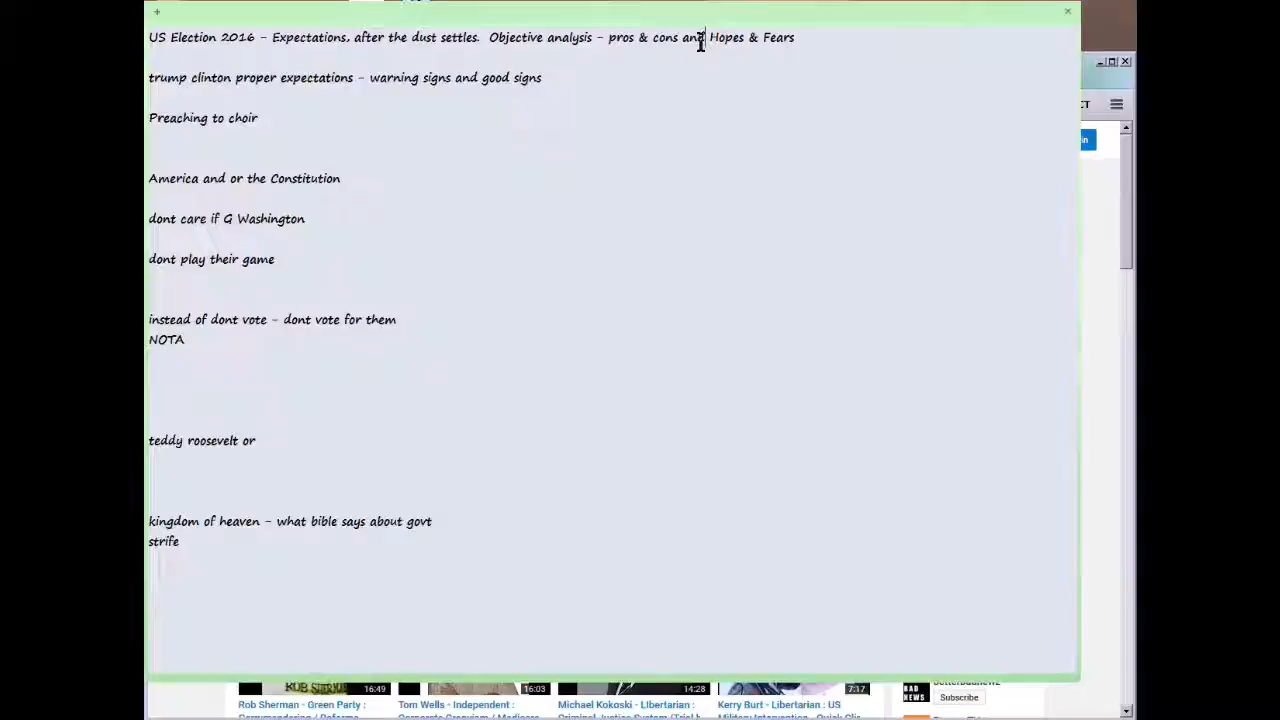 US Election 2016 - Expectations, after the dust settles.  Objective analysis - pros & cons and Hopes & Fears
trump clinton proper expectations - warning signs and good signs
Preaching to choir
CT
in
America and or the Constitution
dont care if G Washington
dont play their game
instead of dont vote - dont vote for them
NOTA
teddy roosevelt or
kingdom of heaven - what bible says about govt
strife
16:49
16:03
14:28
7:17
BAD NEWS
Subscribe
Rob Sherman - Green Party :
Tom Wells - Independent :
Michael Kokoski - Libertarian :
Kerry Burt - Libertarian : US